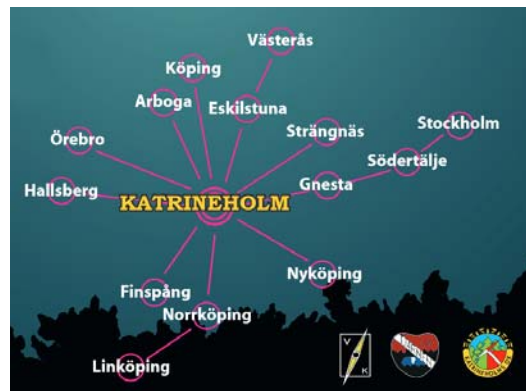 Västerås
Köping
Arboga
Eskilstuna
Örebro
Strängnäs
Stockholm
Södertälje
Hallsberg
KATRINEHOLM
Gnesta
Finspång
Nyköping
Norrköping
Linköping
V
K